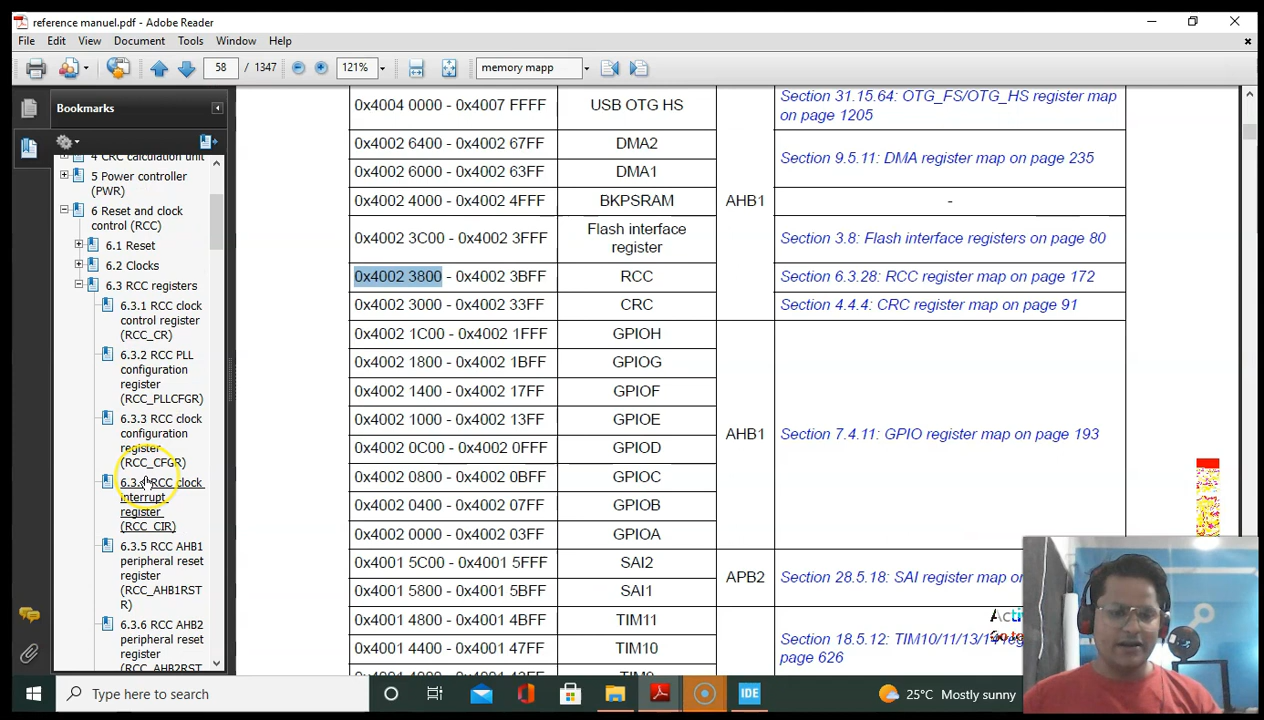 reference manuel.pdf - Adobe Reader
File Edit View Document Tools Window Help
58 / 1347 121% memory mapp
Bookmarks
4 CRC calculation unit
5 Power controller
(PWR)
6 Reset and clock
control (RCC)
6.1 Reset
6.2 Clocks
6.3 RCC registers
6.3.1 RCC clock
control register
(RCC_CR)
6.3.2 RCC PLL
configuration
register
(RCC_PLLCFGR)
6.3.3 RCC clock
configuration
register
(RCC_CFGR)
RCC clock
interrupt
register
(RCC_CIR)
6.3.5 RCC AHB1
peripheral reset
register
(RCC_AHB1RST
R)
6.3.6 RCC AHB2
peripheral reset
register
(RCC_AHB2RST
0x4004 0000 - 0x4007 FFFF USB OTG HS
Section 31.15.64: OTG_FS/OTG_HS register map
on page 1205
0x4002 6400 - 0x4002 67FF DMA2
Section 9.5.11: DMA register map on page 235
0x4002 6000 - 0x4002 63FF DMA1
0x4002 4000 - 0x4002 4FFF BKPSRAM AHB1 -
0x4002 3C00 - 0x4002 3FFF Flash interface
register
Section 3.8: Flash interface registers on page 80
0x4002 3800 - 0x4002 3BFF RCC Section 6.3.28: RCC register map on page 172
0x4002 3000 - 0x4002 33FF CRC Section 4.4.4: CRC register map on page 91
0x4002 1C00 - 0x4002 1FFF GPIOH
0x4002 1800 - 0x4002 1BFF GPIOG
0x4002 1400 - 0x4002 17FF GPIOF
0x4002 1000 - 0x4002 13FF GPIOE
AHB1 Section 7.4.11: GPIO register map on page 193
0x4002 0C00 - 0x4002 0FFF GPIOD
0x4002 0800 - 0x4002 0BFF GPIOC
0x4002 0400 - 0x4002 07FF GPIOB
0x4002 0000 - 0x4002 03FF GPIOA
0x4001 5C00 - 0x4001 5FFF SAI2
APB2 Section 28.5.18: SAI register map
0x4001 5800 - 0x4001 5BFF SAI1
0x4001 4800 - 0x4001 4BFF TIM11
Section 18.5.12: TIM10/11/13/14
page 626
0x4001 4400 - 0x4001 47FF TIM10
Type here to search
IDE
25°C Mostly sunny